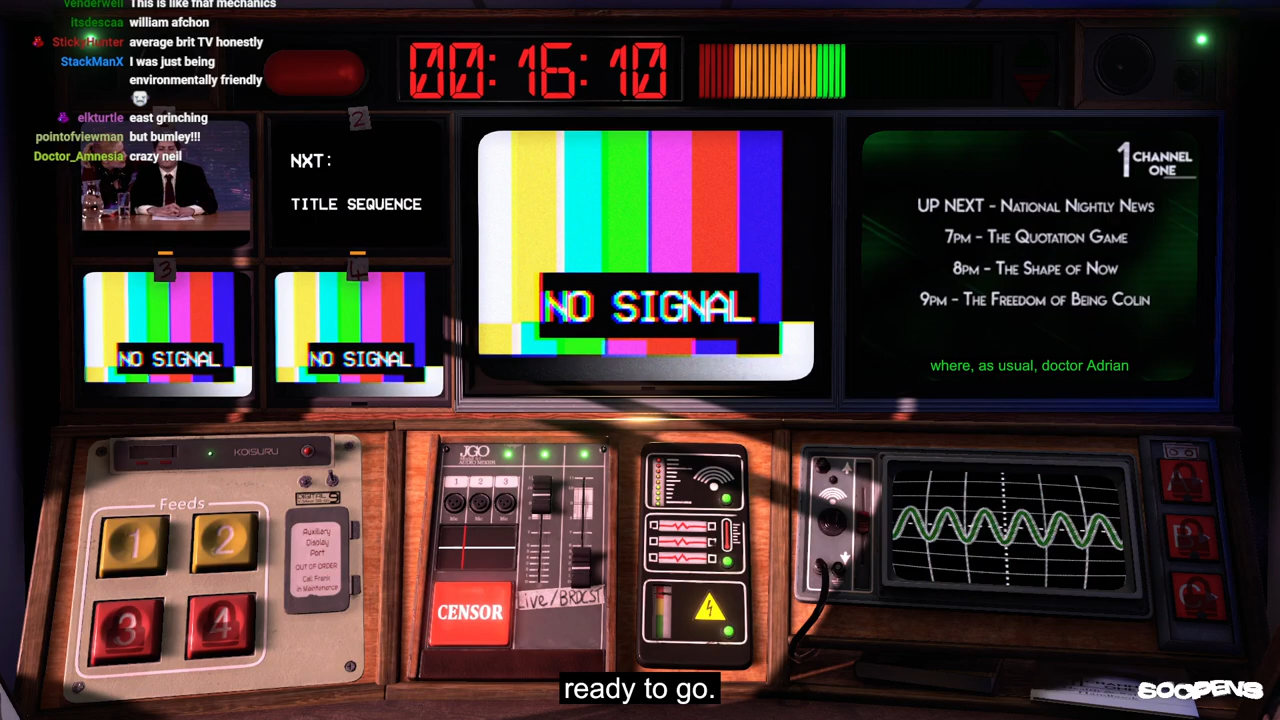 venderwell This is like fnaf mechanics
itsdescaa william afchon
StickyHunter average brit TV honestly
StackManX I was just being
environmentally friendly
elkturtle east grinching
pointofviewman but bumley!!!
Doctor_Amnesia crazy neil
00:16:10
2
NXT:
TITLE SEQUENCE
3
NO SIGNAL
4
NO SIGNAL
NO SIGNAL
1 CHANNEL
ONE
UP NEXT - National Nightly News
7pm - The Quotation Game
8pm - The Shape of Now
9pm - The Freedom of Being Colin
where, as usual, doctor Adrian
KOISURU
Feeds
1
2
3
4
Auxiliary
Display
Port
OUT OF ORDER
Call Frank
in Maintenance
JGO
AUDIO MIXER
1 2 3
CENSOR
Live/BRDCST
ready to go.
SOOPENS